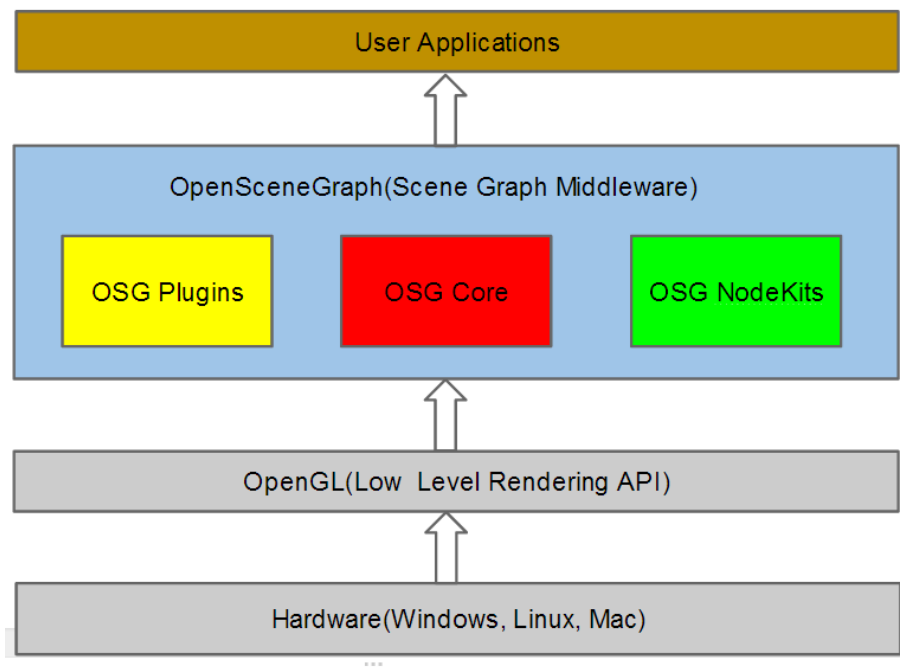 User Applications
OpenSceneGraph(Scene Graph Middleware)
OSG Plugins
OSG Core
OSG NodeKits
OpenGL(Low Level Rendering API)
Hardware(Windows, Linux, Mac)